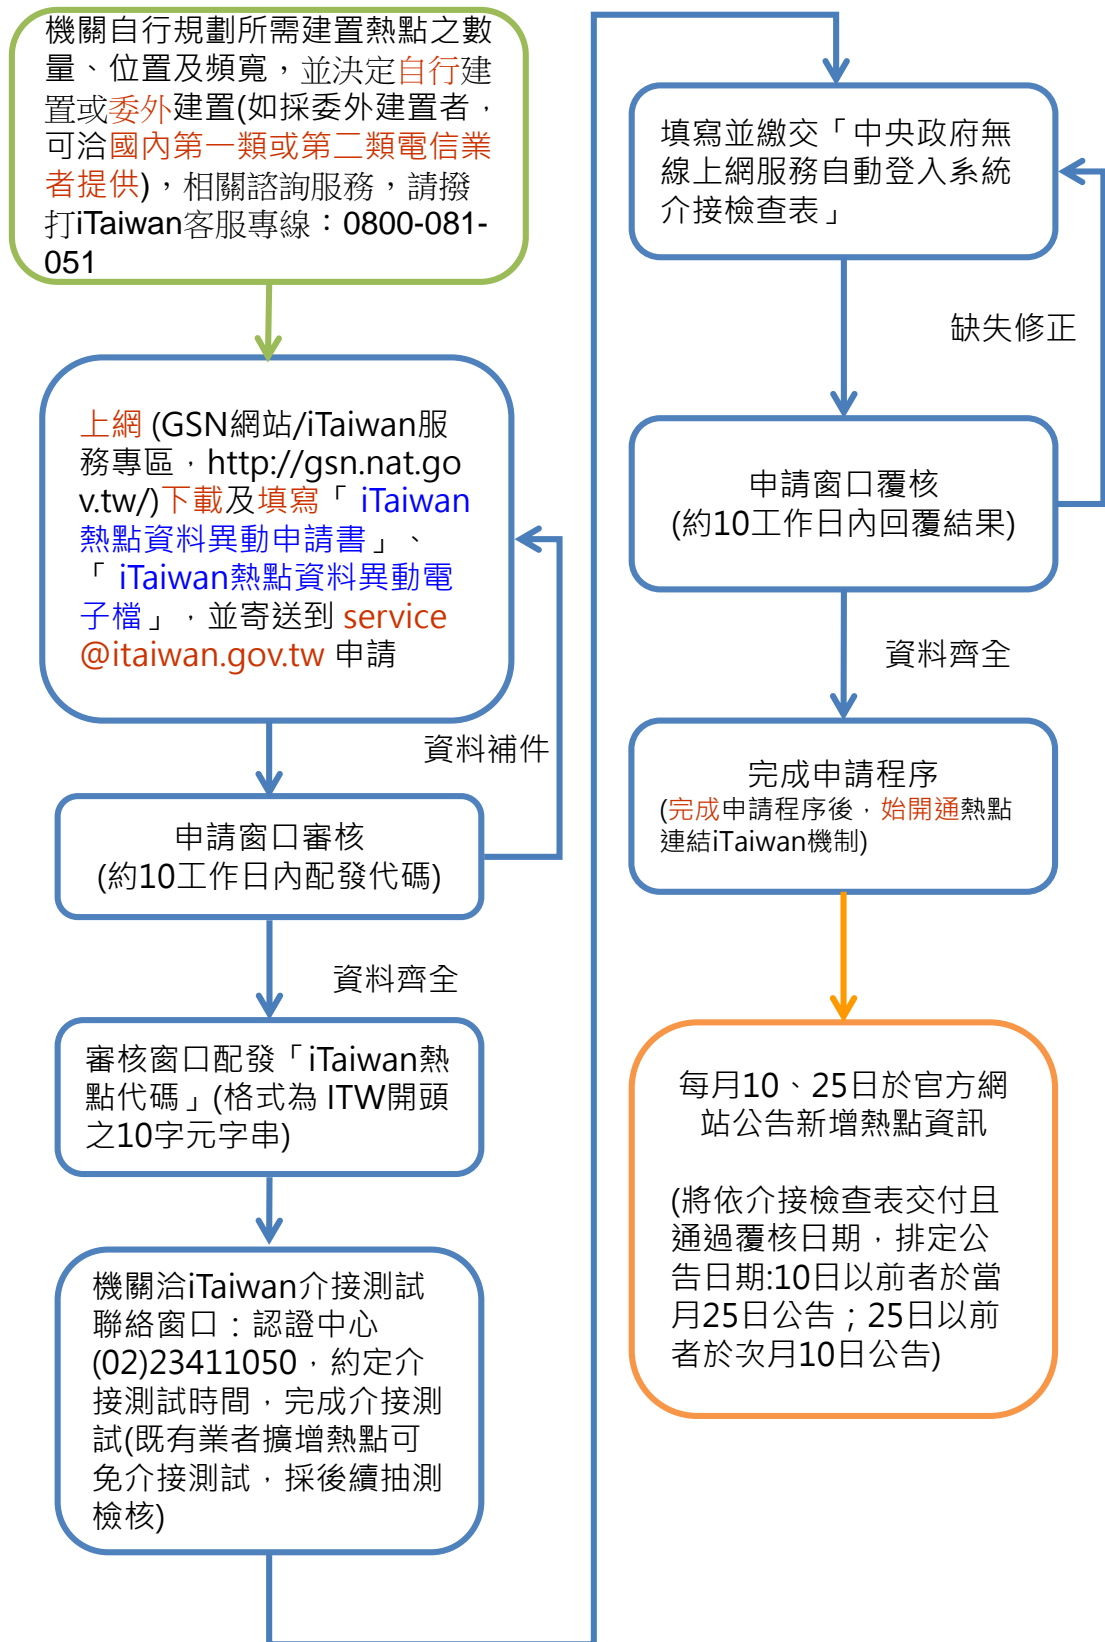 機關自行規劃所需建置熱點之數
量、位置及頻寬，並決定自行建
置或委外建置(如採委外建置者，
可洽國內第一類或第二類電信業
者提供)，相關諮詢服務，請撥
打iTaiwan客服專線：0800-081-
051
上網 (GSN網站/iTaiwan服
務專區，http://gsn.nat.go
v.tw/)下載及填寫「 iTaiwan
熱點資料異動申請書」、
「 iTaiwan熱點資料異動電
子檔」，並寄送到 service
@itaiwan.gov.tw 申請
資料補件
申請窗口審核
(約10工作日內配發代碼)
資料齊全
審核窗口配發「iTaiwan熱
點代碼」(格式為 ITW開頭
之10字元字串)
機關洽iTaiwan介接測試
聯絡窗口：認證中心
(02)23411050，約定介
接測試時間，完成介接測
試(既有業者擴增熱點可
免介接測試，採後續抽測
檢核)
填寫並繳交「中央政府無
線上網服務自動登入系統
介接檢查表」
缺失修正
申請窗口覆核
(約10工作日內回覆結果)
資料齊全
完成申請程序
(完成申請程序後，始開通熱點
連結iTaiwan機制)
每月10、25日於官方網
站公告新增熱點資訊
(將依介接檢查表交付且
通過覆核日期，排定公
告日期:10日以前者於當
月25日公告；25日以前
者於次月10日公告)